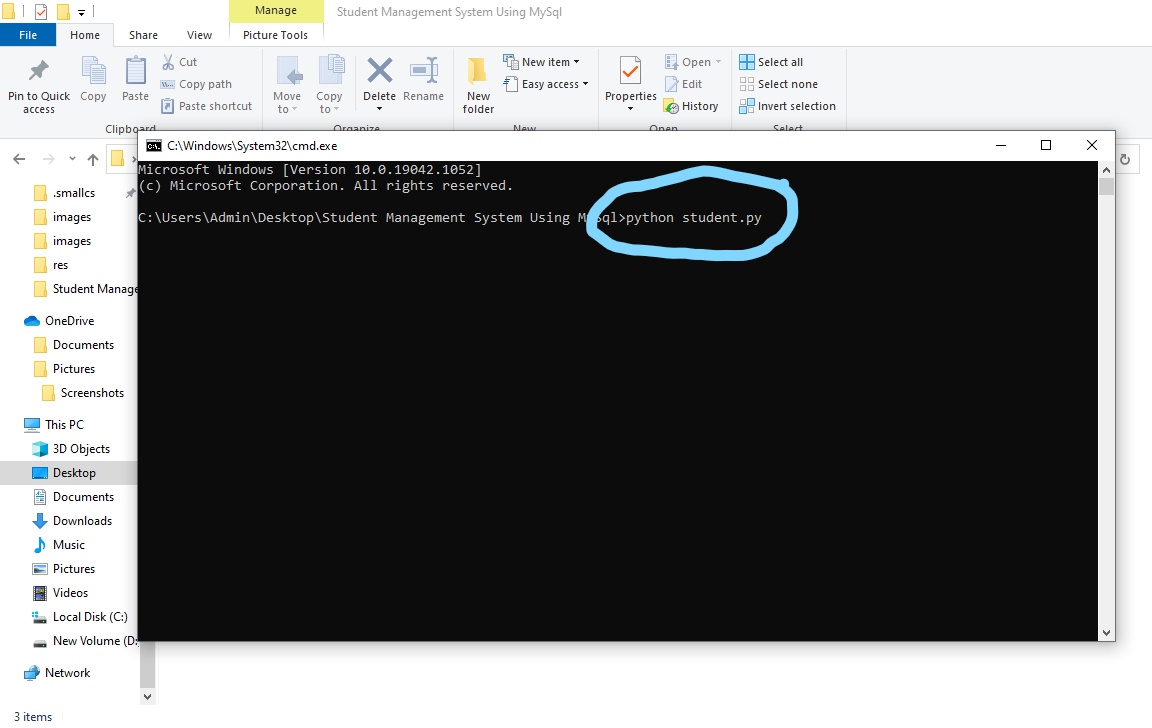 Manage
Student Management System Using MySql
File
Home
Share
View
Picture Tools
Pin to Quick access
Copy
Paste
Cut
Copy path
Paste shortcut
Clipboard
Move to
Copy to
Delete
Rename
Organize
New folder
New item
Easy access
New
Properties
Open
Edit
History
Open
Select all
Select none
Invert selection
Select
C:\Windows\System32\cmd.exe
Microsoft Windows [Version 10.0.19042.1052]
(c) Microsoft Corporation. All rights reserved.
C:\Users\Admin\Desktop\Student Management System Using MySql>python student.py
.smallcs
images
images
res
Student Manage
OneDrive
Documents
Pictures
Screenshots
This PC
3D Objects
Desktop
Documents
Downloads
Music
Pictures
Videos
Local Disk (C:)
New Volume (D:
Network
3 items